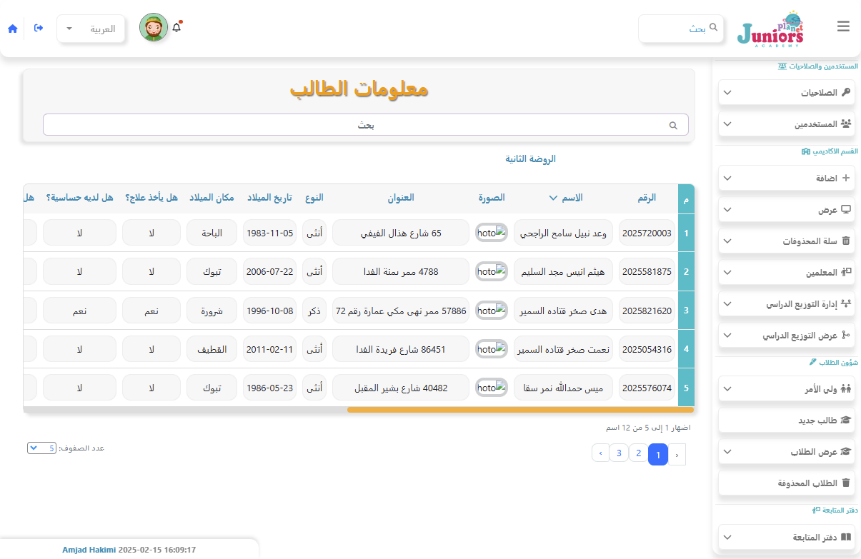 planet
Juniors
ACADEMY
بحث
العربية
المستخدمين والصلاحيات
الصلاحيات
المستخدمين
القسم الاكاديمي
اضافة
عرض
سلة المحذوفات
المعلمين
إدارة التوزيع الدراسي
عرض التوزيع الدراسي
شؤون الطلاب
ولي الأمر
طالب جديد
عرض الطلاب
الطلاب المحذوفة
دفتر المتابعة
دفتر المتابعة
معلومات الطالب
بحث
الروضة الثانية
م الرقم الاسم الصورة العنوان النوع تاريخ الميلاد مكان الميلاد هل يأخذ علاج؟ هل لديه حساسية؟ هل
1 2025720003 وعد نبيل سامح الراجحي hoto 65 شارع هذال الفيفي أنثى 1983-11-05 الباحة لا لا
2 2025581875 هيثم انيس مجد السليم hoto 4788 ممر يمنة الفدا أنثى 2006-07-22 تبوك لا لا
3 2025821620 هدى صخر قتاده السمير hoto 57886 ممر نهى مكي عمارة رقم 72 ذكر 1996-10-08 شرورة نعم نعم
4 2025054316 نعمت صخر قتاده السمير hoto 86451 شارع فريدة الفدا أنثى 2011-02-11 القطيف لا لا
5 2025576074 ميس حمدالله نمر سقا hoto 40482 شارع بشير المقبل أنثى 1986-05-23 تبوك لا لا
اضهار 1 إلى 5 من 12 اسم
‹ 1 2 3 ›
عدد الصفوف: 5
Amjad Hakimi 2025-02-15 16:09:17